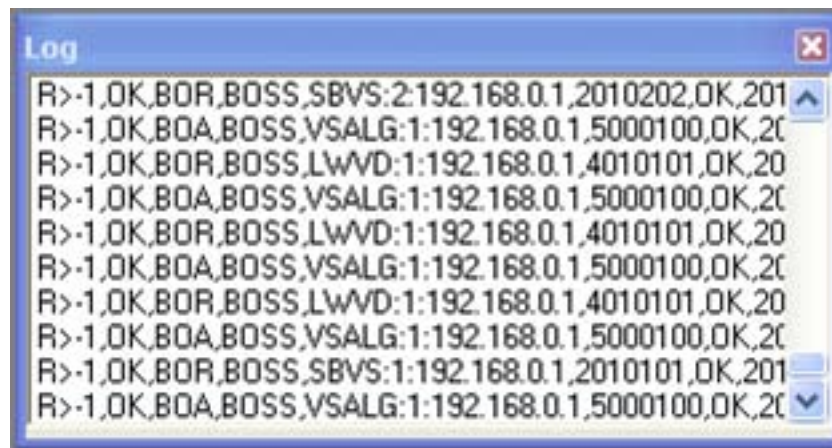 Log
R>-1,OK,BOR,BOSS,SBVS:2:192.168.0.1,2010202,OK,201
R>-1,OK,BOA,BOSS,VSALG:1:192.168.0.1,5000100,OK,20
R>-1,OK,BOR,BOSS,LWVD:1:192.168.0.1,4010101,OK,20
R>-1,OK,BOA,BOSS,VSALG:1:192.168.0.1,5000100,OK,20
R>-1,OK,BOR,BOSS,LWVD:1:192.168.0.1,4010101,OK,20
R>-1,OK,BOA,BOSS,VSALG:1:192.168.0.1,5000100,OK,20
R>-1,OK,BOR,BOSS,LWVD:1:192.168.0.1,4010101,OK,20
R>-1,OK,BOA,BOSS,VSALG:1:192.168.0.1,5000100,OK,20
R>-1,OK,BOR,BOSS,SBVS:1:192.168.0.1,2010101,OK,201
R>-1,OK,BOA,BOSS,VSALG:1:192.168.0.1,5000100,OK,20